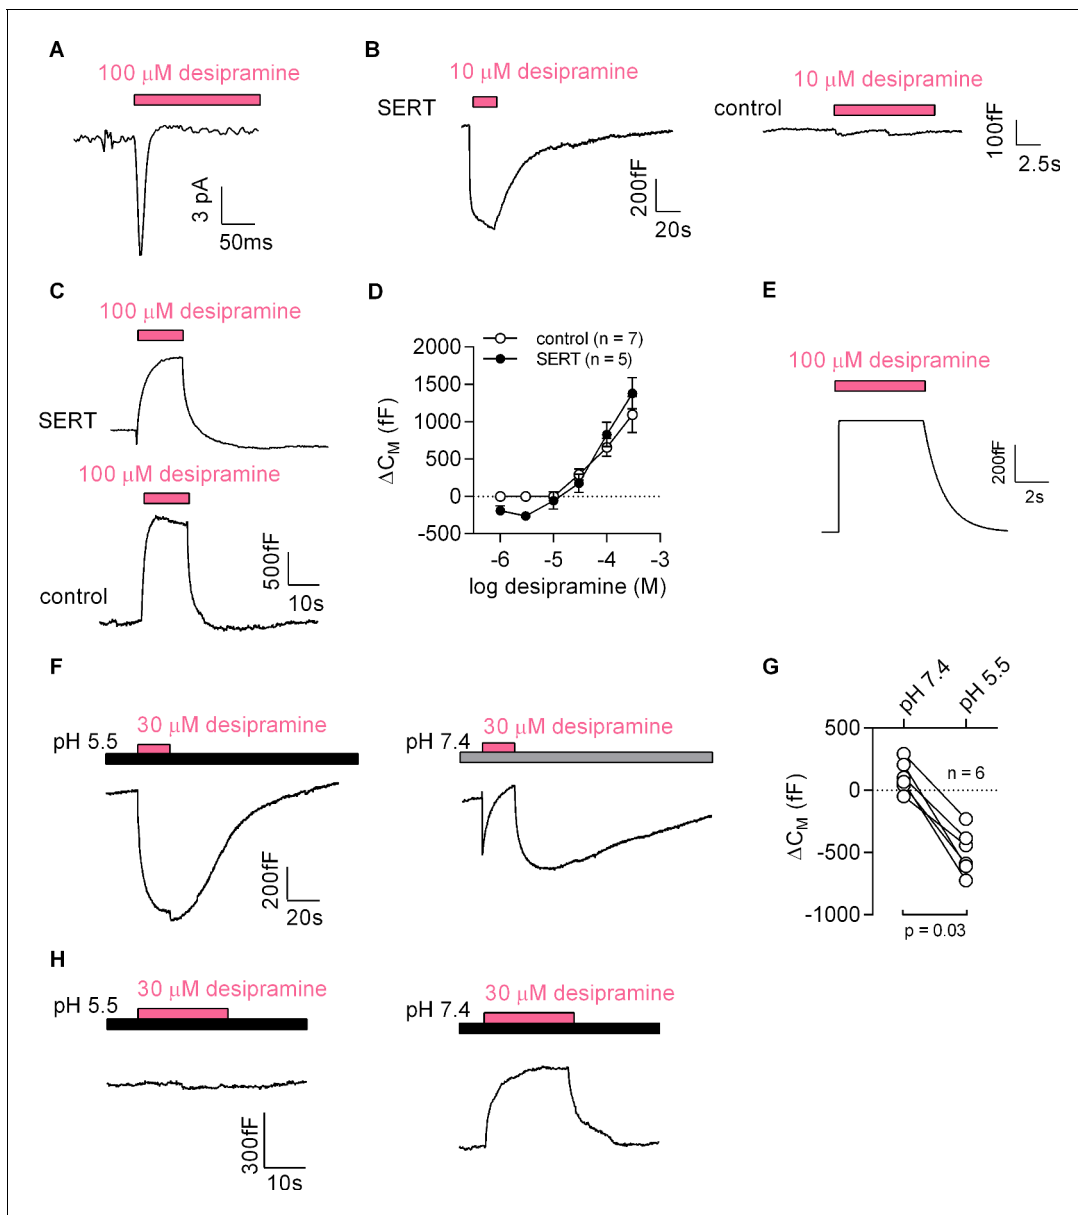 A
100 μM desipramine
3 pA
50ms
B
10 μM desipramine
SERT
200fF
20s
10 μM desipramine
control
100fF
2.5s
C
100 μM desipramine
SERT
100 μM desipramine
control
500fF
10s
D
control (n = 7)
SERT (n = 5)
2000
1500
1000
500
0
-500
ΔCM (fF)
-6 -5 -4 -3
log desipramine (M)
E
100 μM desipramine
200fF
2s
F
30 μM desipramine
pH 5.5
200fF
20s
30 μM desipramine
pH 7.4
G
pH 7.4
pH 5.5
500
0
-500
-1000
ΔCM (fF)
n = 6
p = 0.03
H
30 μM desipramine
pH 5.5
300fF
10s
30 μM desipramine
pH 7.4